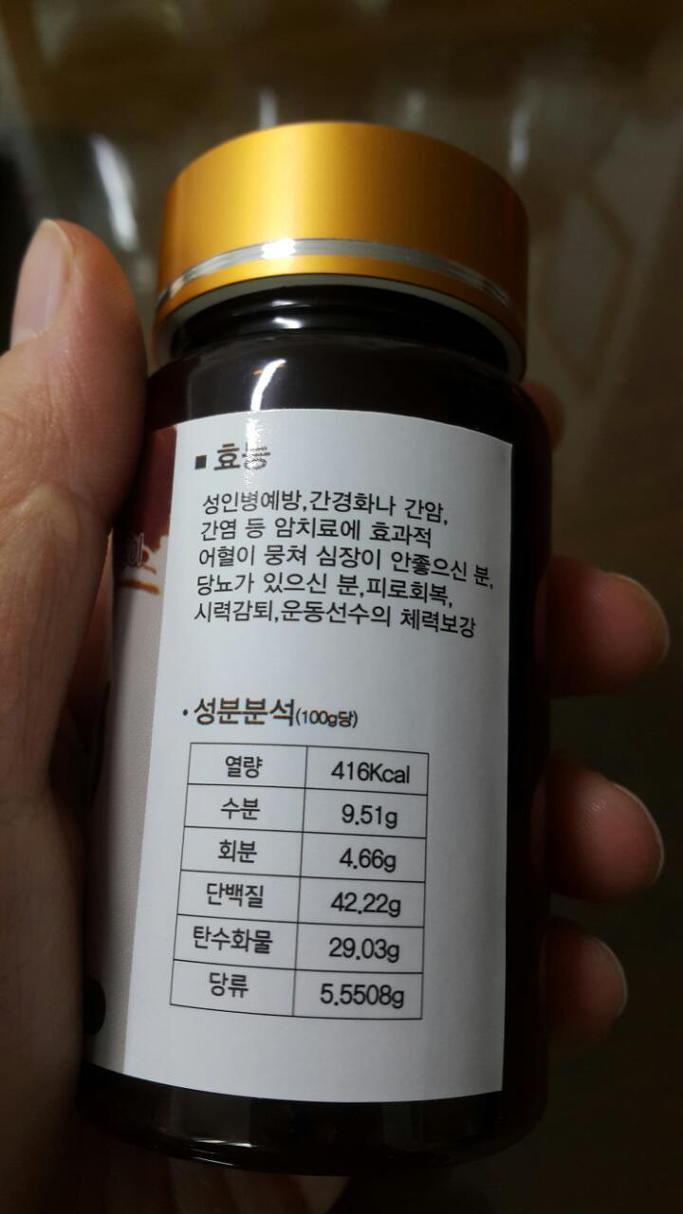 ■ 효능
성인병예방,간경화나 간암,
간염 등 암치료에 효과적
어혈이 뭉쳐 심장이 안좋으신 분,
당뇨가 있으신 분,피로회복,
시력감퇴,운동선수의 체력보강
·성분분석(100g당)
열량 416Kcal
수분 9.51g
회분 4.66g
단백질 42.22g
탄수화물 29.03g
당류 5.5508g